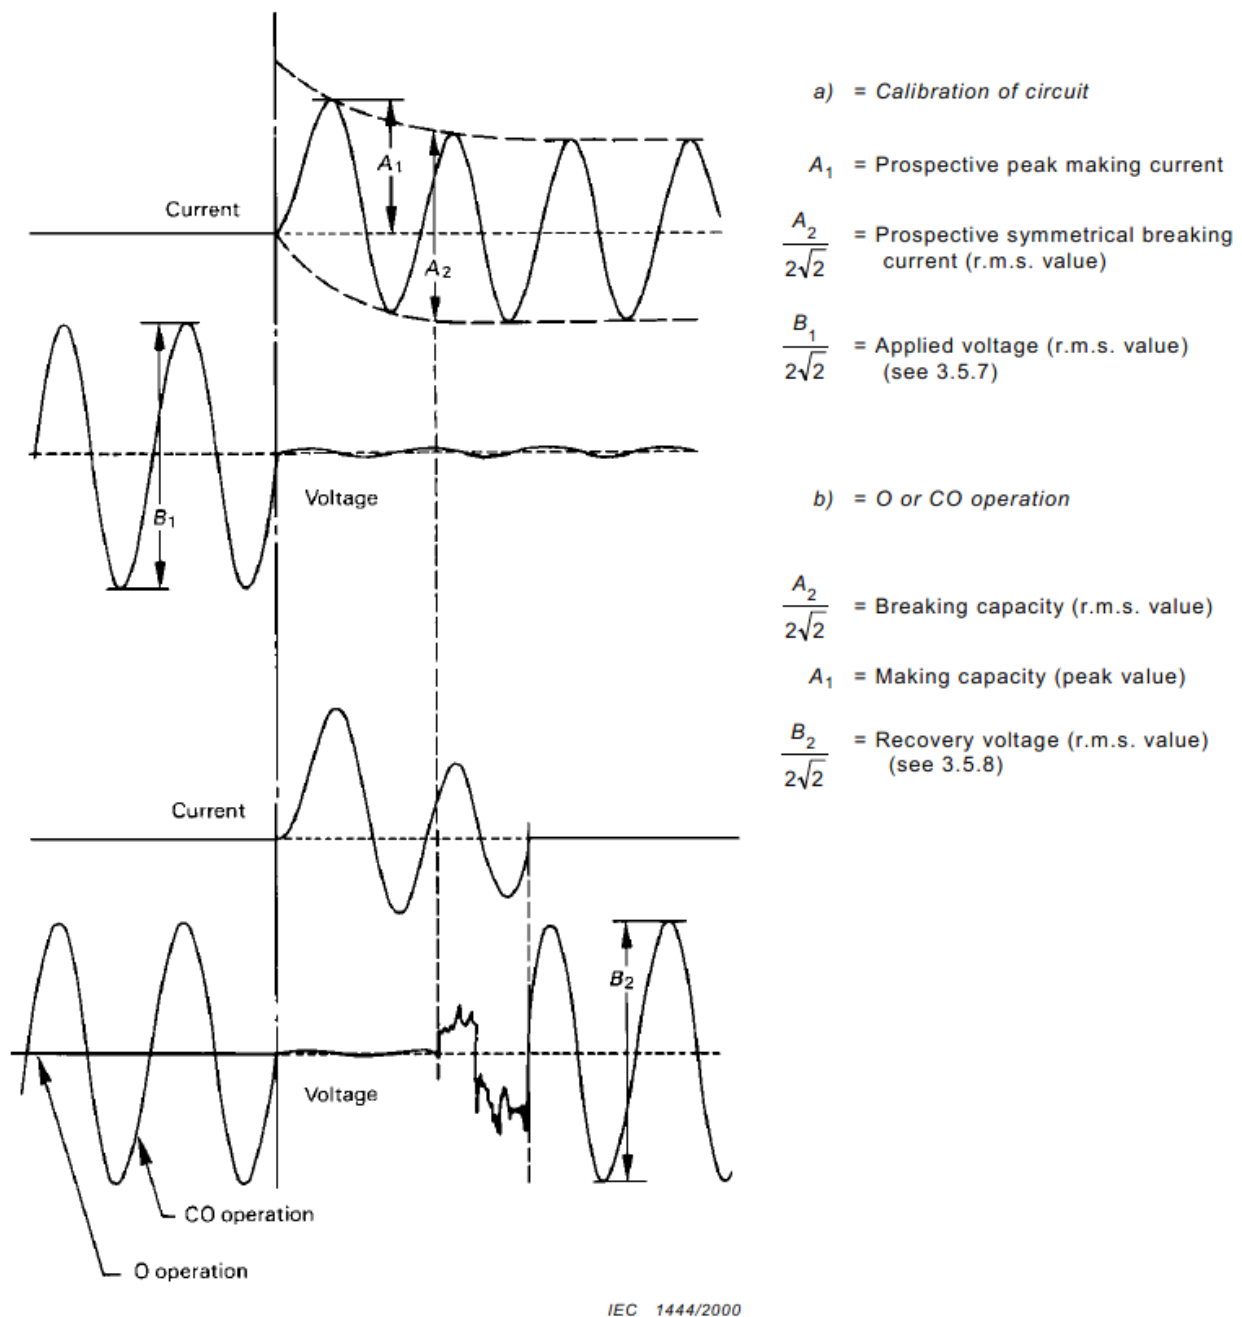 a) = Calibration of circuit
A1 = Prospective peak making current
A1
Current
A2
A2
2√2
= Prospective symmetrical breaking
current (r.m.s. value)
B1
2√2
= Applied voltage (r.m.s. value)
(see 3.5.7)
Voltage
B1
b) = O or CO operation
A2
2√2
= Breaking capacity (r.m.s. value)
A1 = Making capacity (peak value)
B2
2√2
= Recovery voltage (r.m.s. value)
(see 3.5.8)
Current
B2
Voltage
CO operation
O operation
IEC 1444/2000